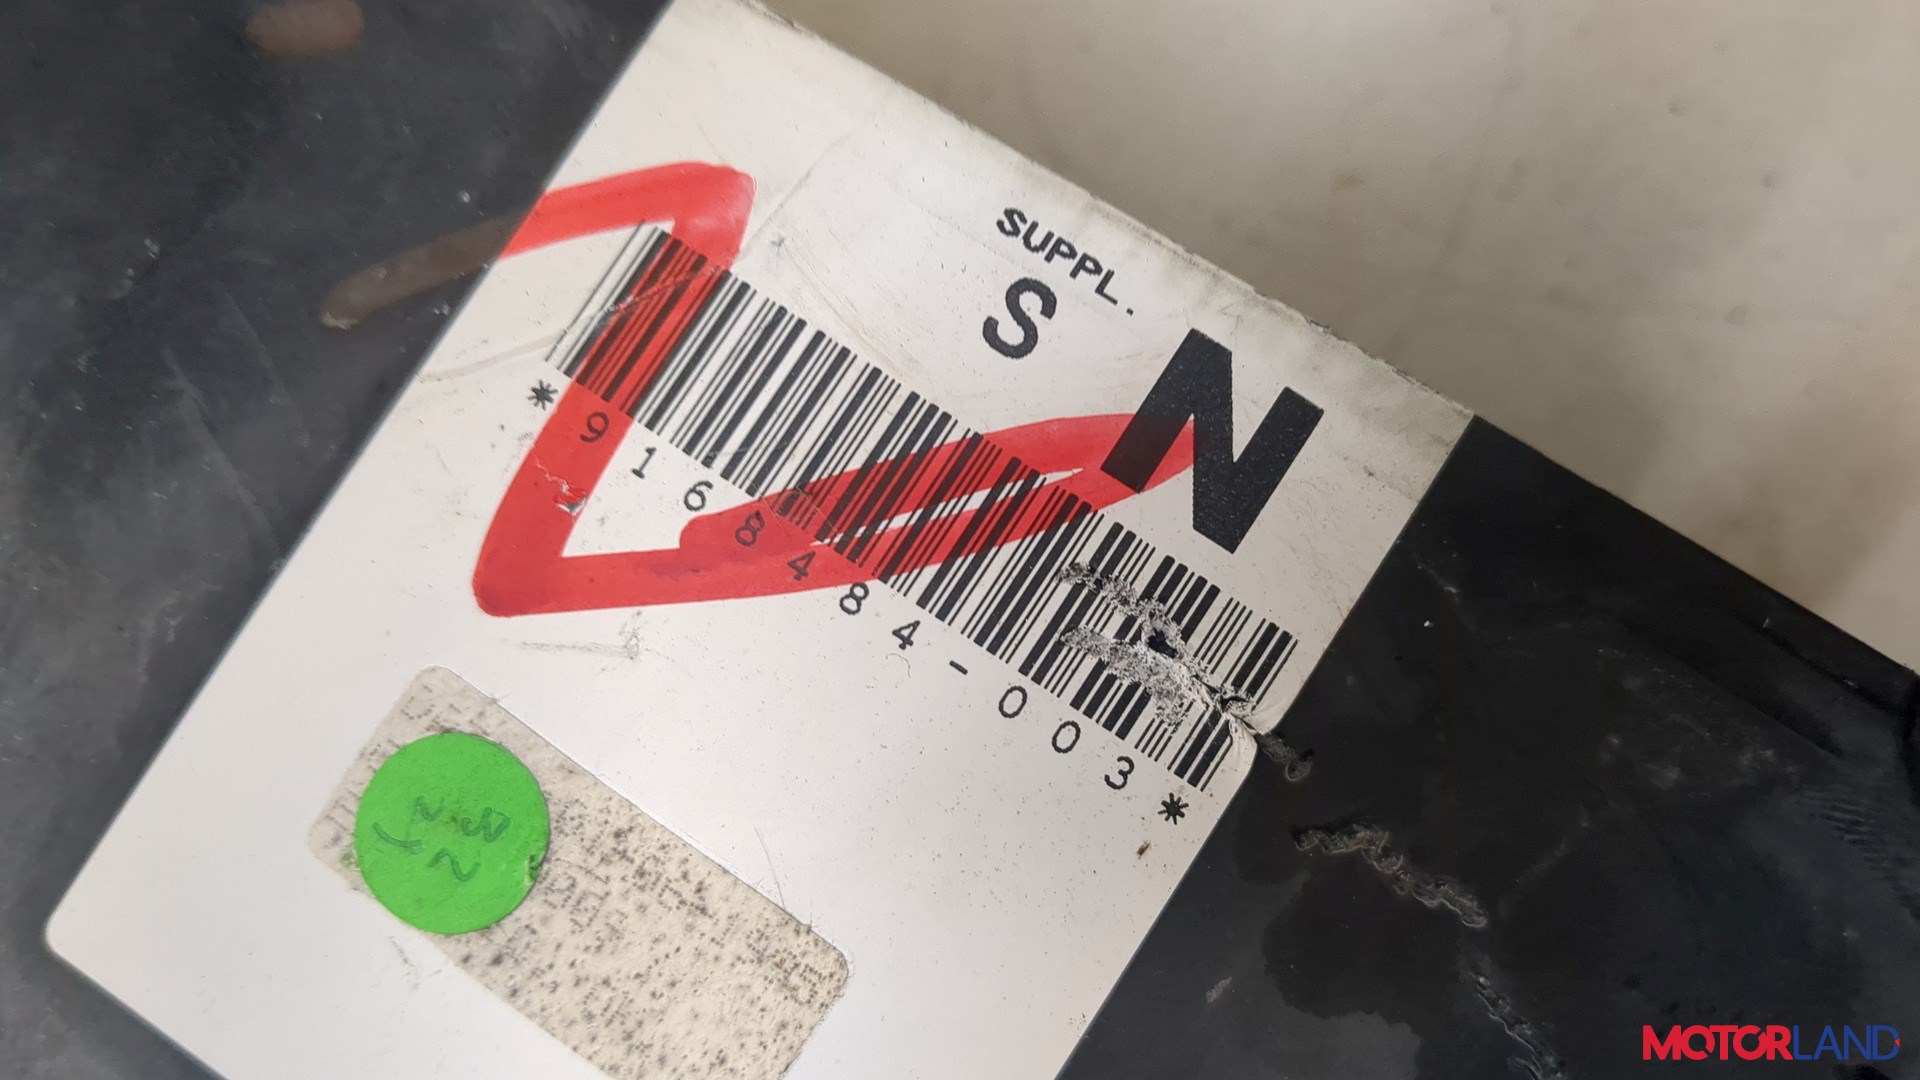 SUPPL.
S
N
*9168484-003*
MOTORLAND